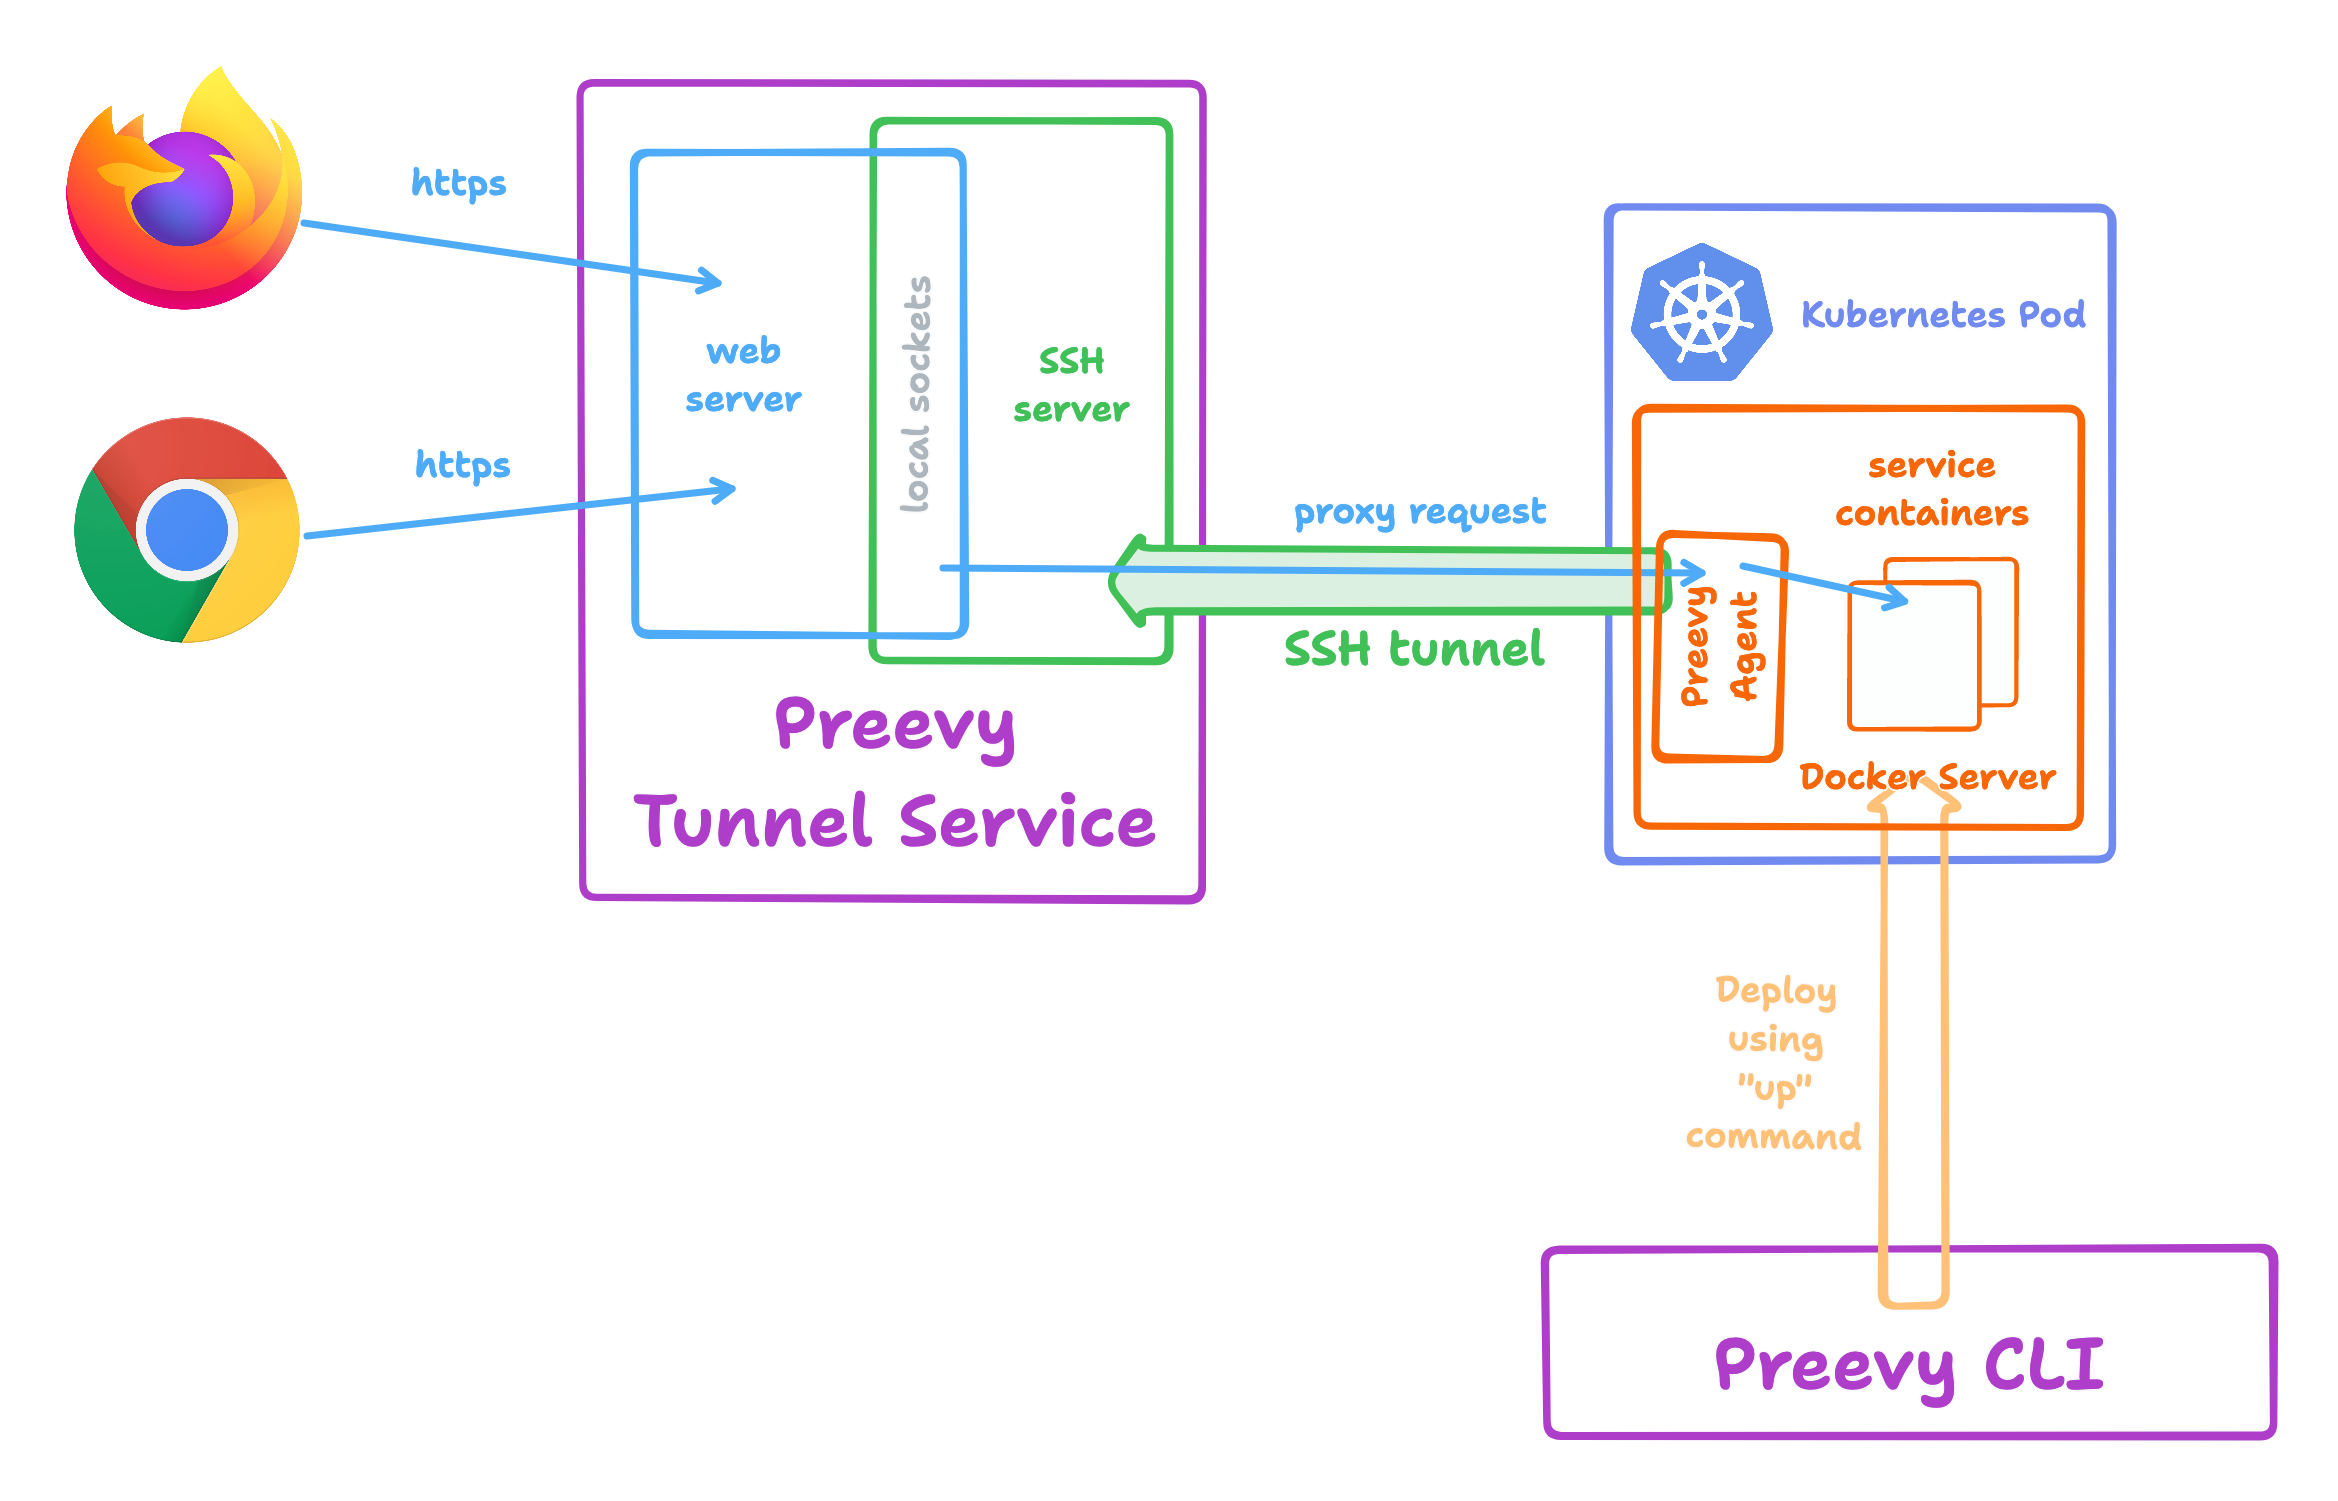 https
https
web
server
local sockets
SSH
server
Preevy
Tunnel Service
proxy request
SSH tunnel
Kubernetes Pod
service
containers
Preevy
Agent
Docker Server
Deploy
using
"up"
command
Preevy CLI